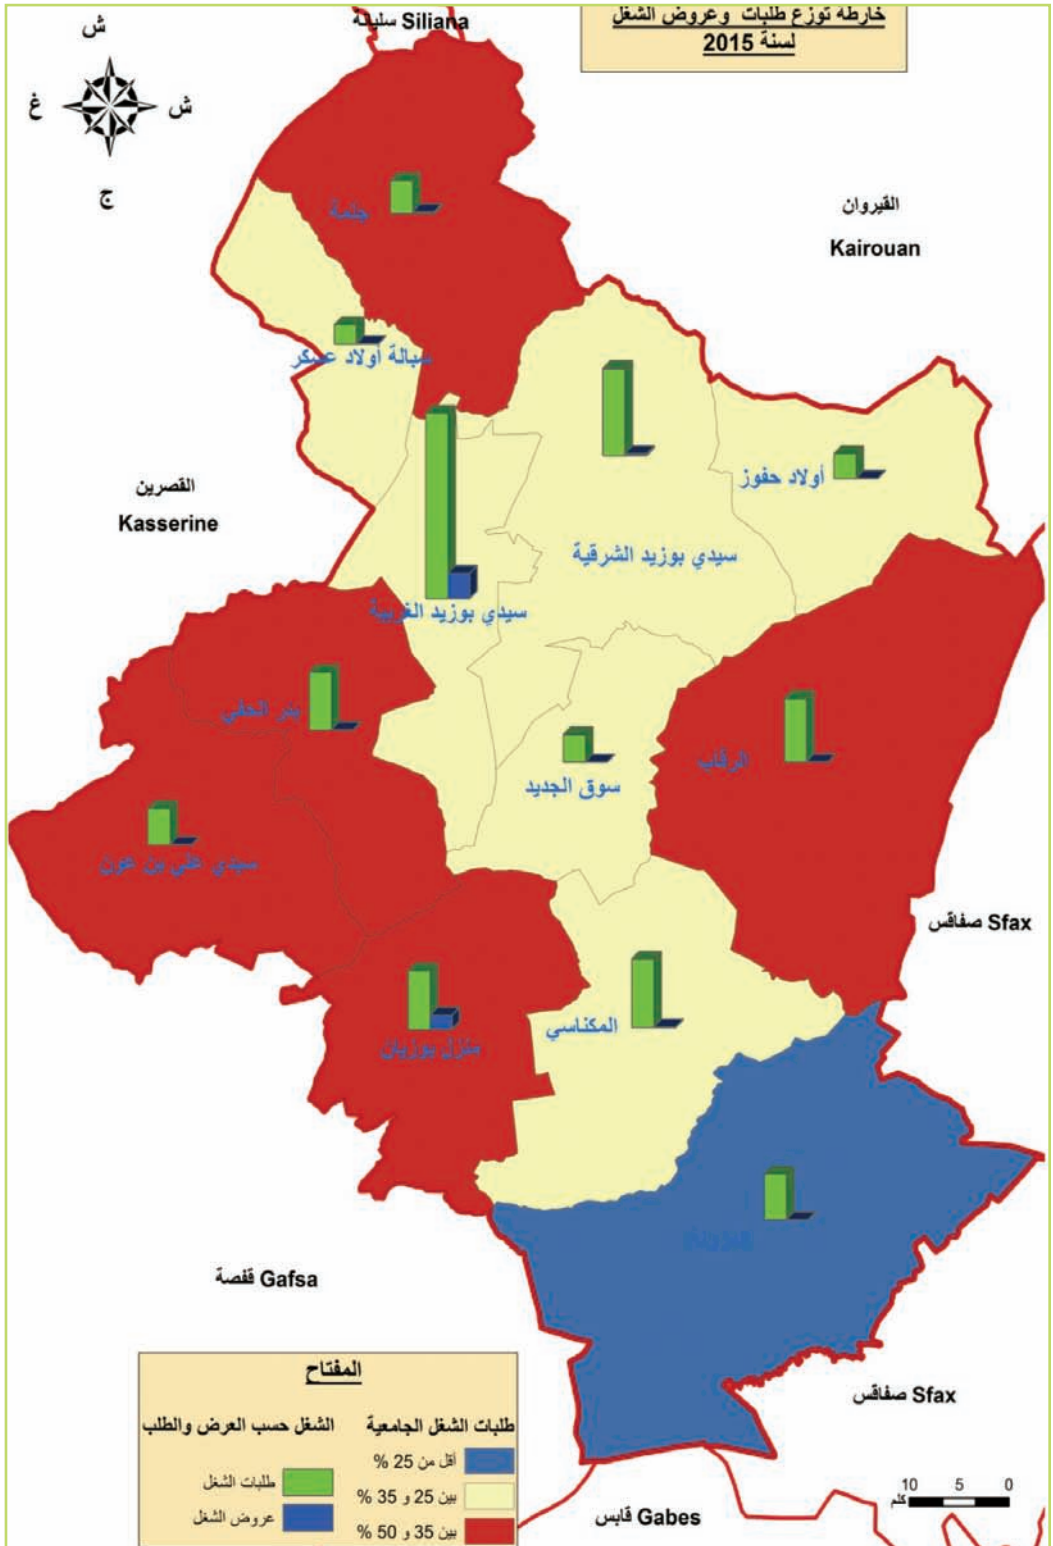 خارطة توزع طلبات وعروض الشغل
لسنة 2015
سليانة Siliana
ش
غ
ش
ج
القيروان
Kairouan
جلمة
سبالة أولاد عسكر
أولاد حفوز
القصرين
Kasserine
سيدي بوزيد الشرقية
سيدي بوزيد الغربية
بئر الحفي
الرقاب
سوق الجديد
سيدي علي بن عون
صفاقس Sfax
المكناسي
منزل بوزيان
قفصة Gafsa
صفاقس Sfax
المفتاح
طلبات الشغل الجامعية
أقل من 25 %
بين 25 و 35 %
بين 35 و 50 %
الشغل حسب العرض والطلب
طلبات الشغل
عروض الشغل
10 5 0
كلم
قابس Gabes